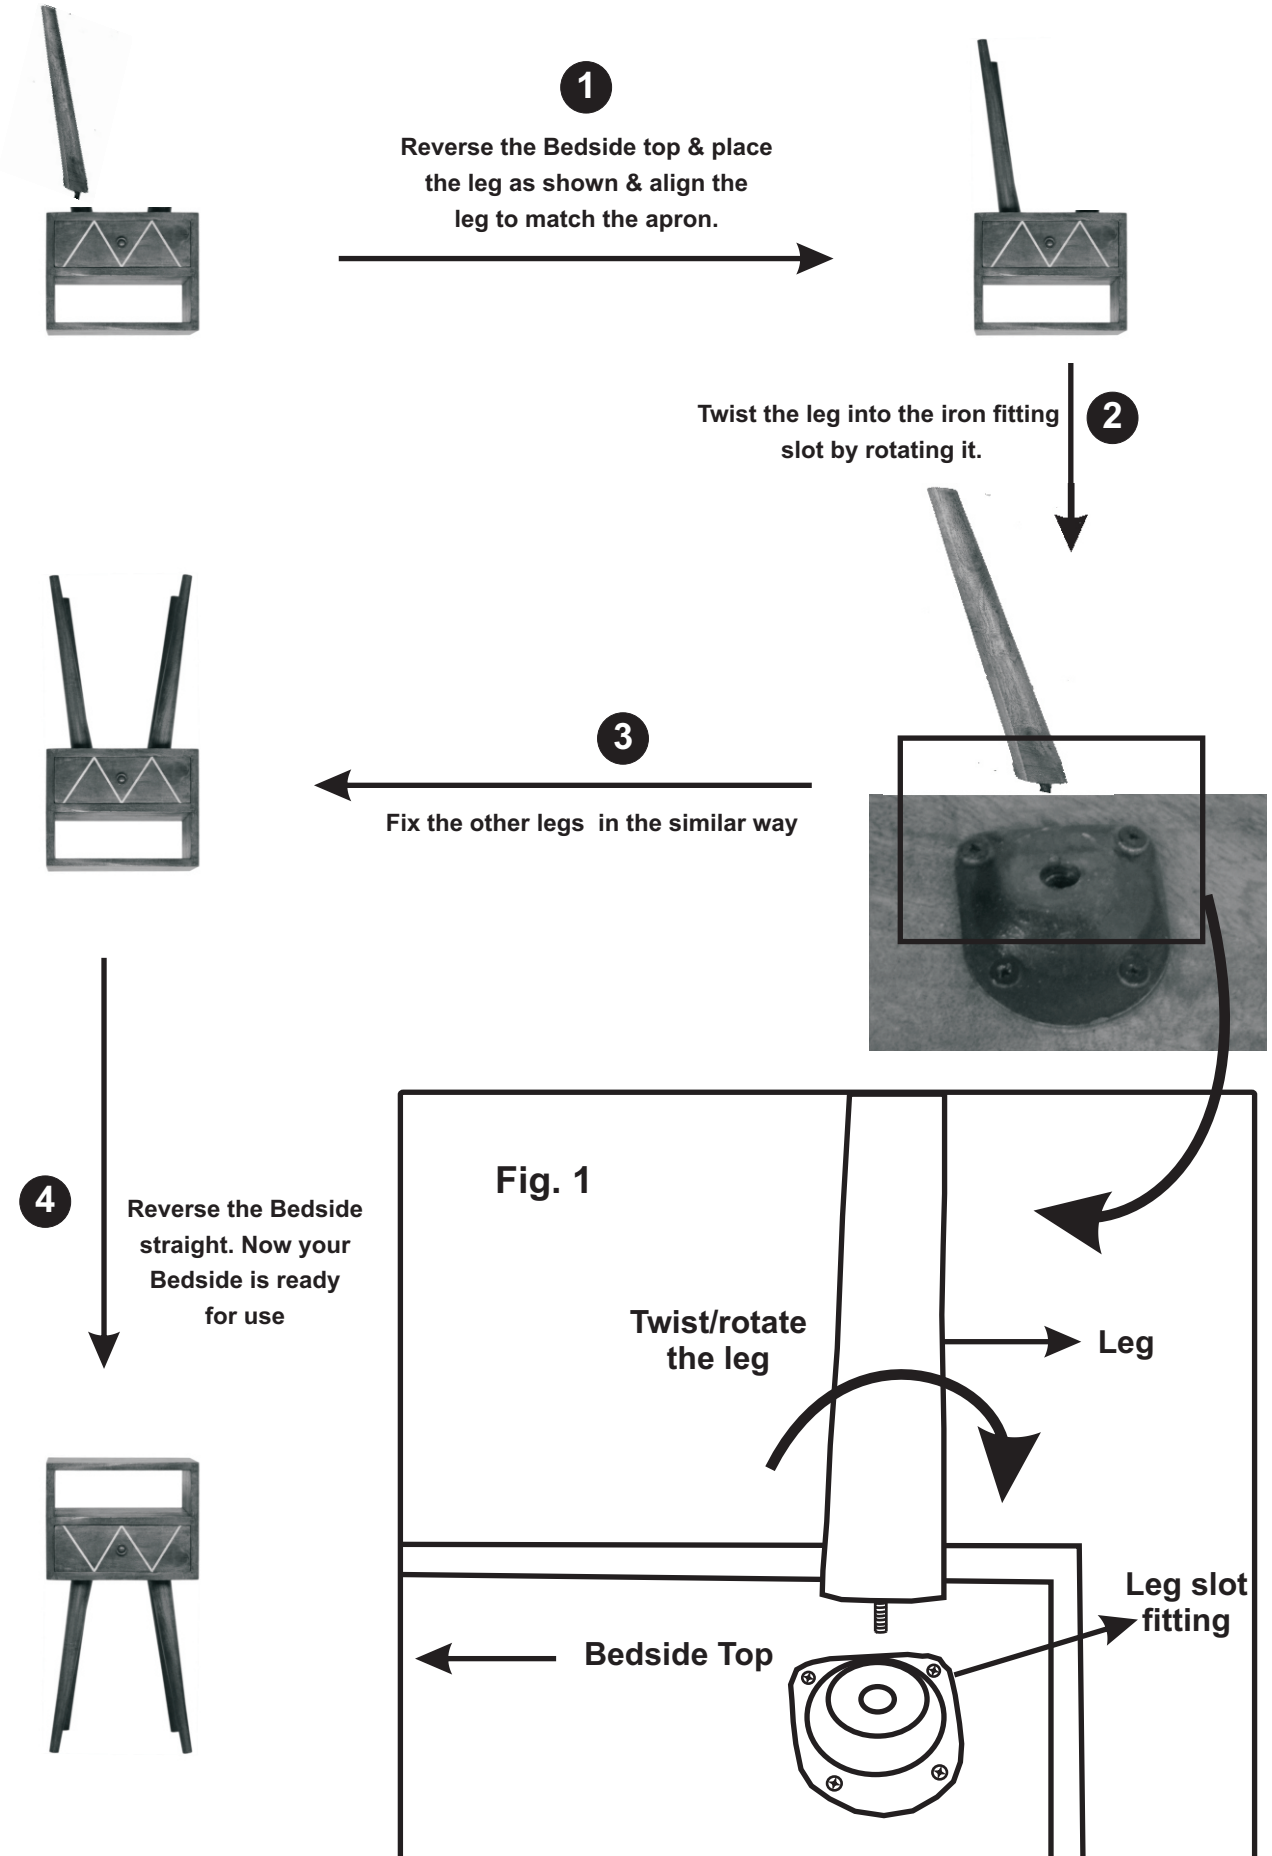 1
Reverse the Bedside top & place
the leg as shown & align the
leg to match the apron.
2
Twist the leg into the iron fitting
slot by rotating it.
3
Fix the other legs in the similar way
4
Reverse the Bedside
straight. Now your
Bedside is ready
for use
Fig. 1
Twist/rotate
the leg
Leg
Leg slot
fitting
Bedside Top